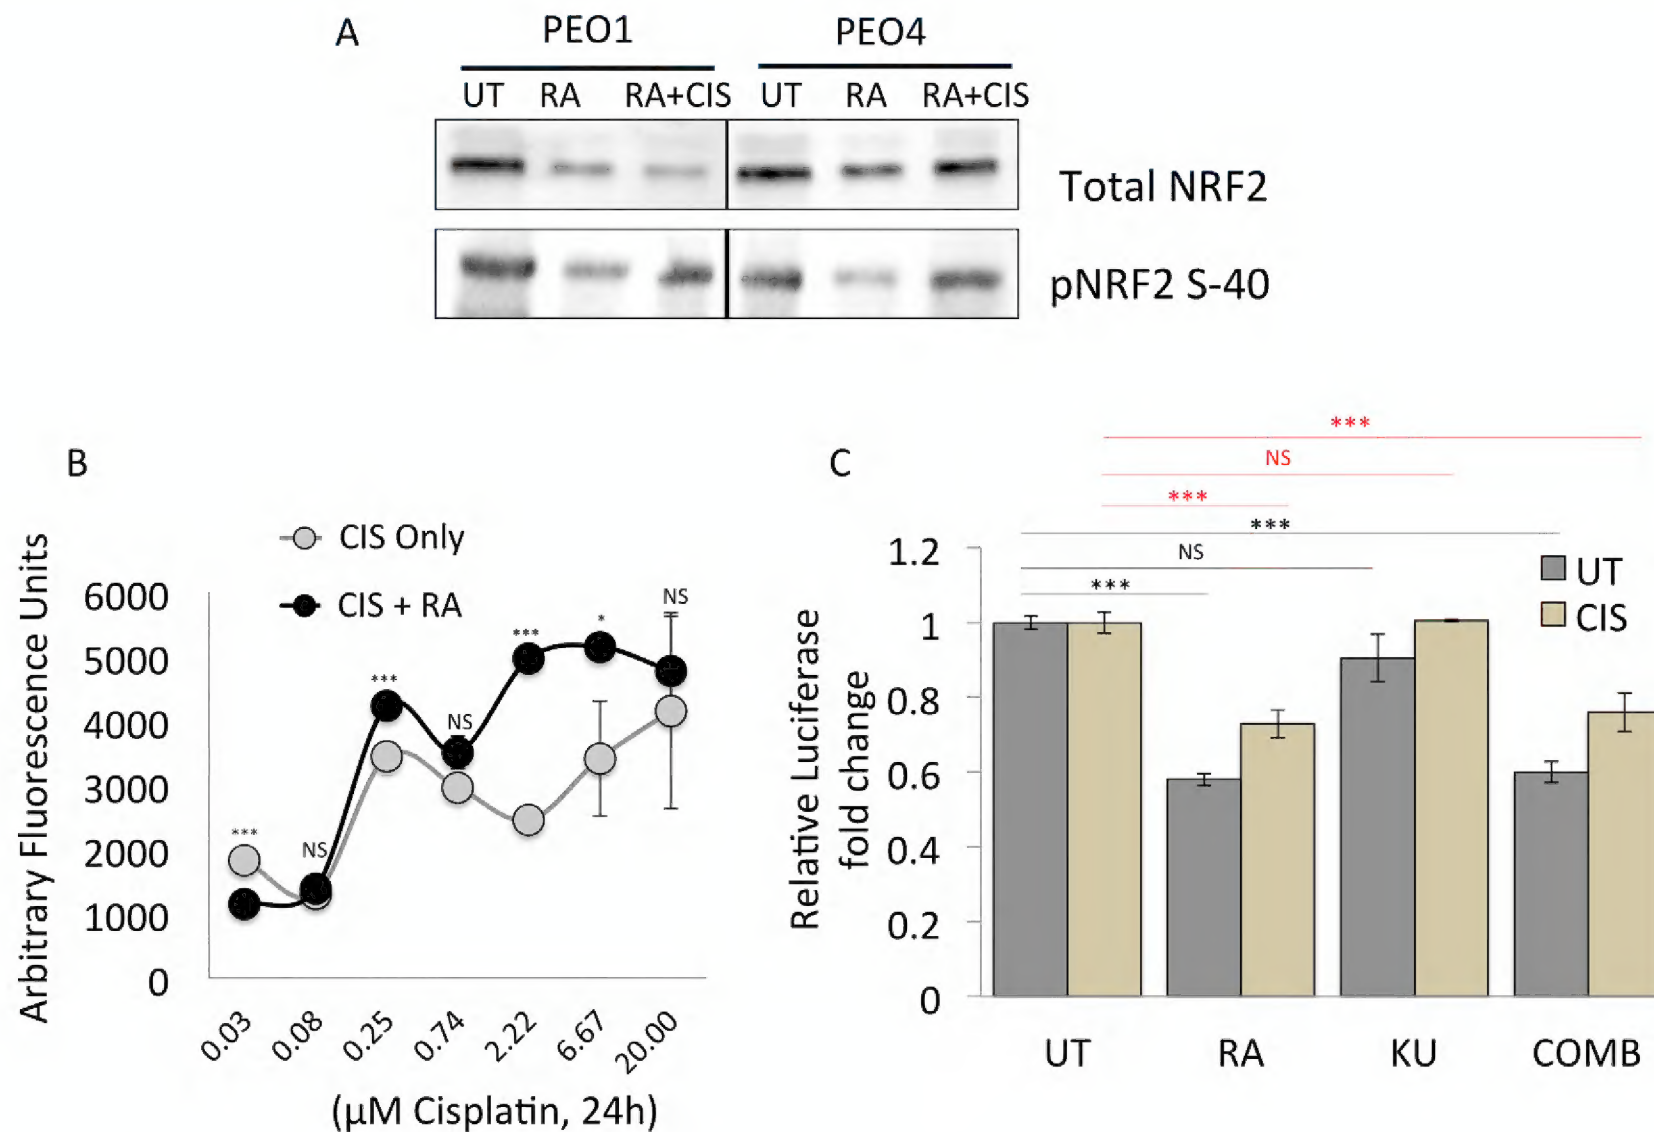 A
PEO1
PEO4
UT RA RA+CIS UT RA RA+CIS
Total NRF2
pNRF2 S-40
B
Arbitrary Fluorescence Units
CIS Only
CIS + RA
6000
5000
4000
3000
2000
1000
0
***
NS
***
NS
***
*
NS
0.03 0.08 0.25 0.74 2.22 6.67 20.00
(μM Cisplatin, 24h)
C
***
NS
***
***
NS
***
Relative Luciferase
fold change
1.2
1
0.8
0.6
0.4
0.2
0
UT
CIS
UT RA KU COMB